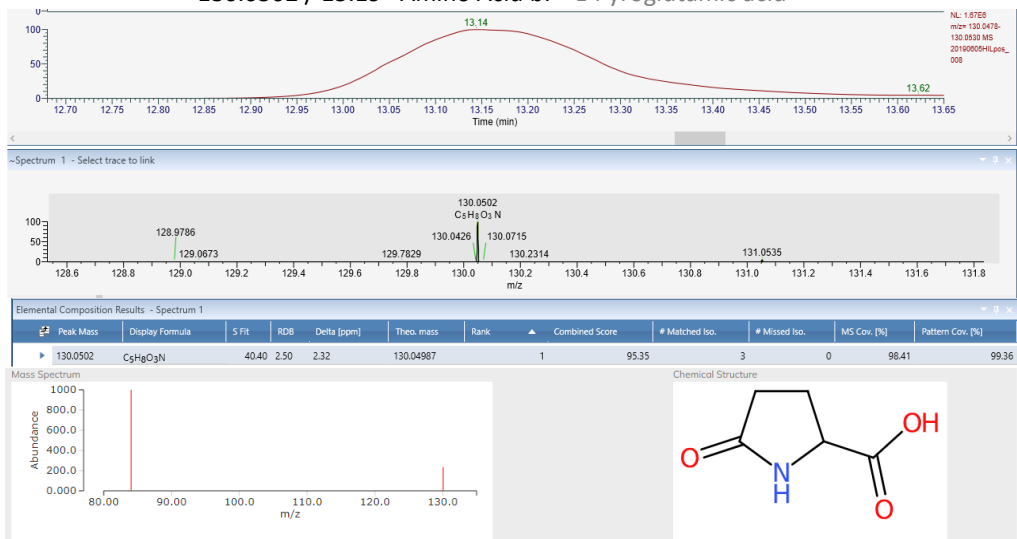 0
100
50
0
13.14
13.62
NL: 1.67E6
m/z= 130.0478-
130.0530 MS
20190605HILpos_
008
12.70 12.75 12.80 12.85 12.90 12.95 13.00 13.05 13.10 13.15 13.20 13.25 13.30 13.35 13.40 13.45 13.50 13.55 13.60 13.65
Time (min)
~Spectrum 1 - Select trace to link
130.0502
C5H8O3N
100
50
0
128.9786
129.0673
129.7829
130.0426
130.0715
130.2314
131.0535
128.6 128.8 129.0 129.2 129.4 129.6 129.8 130.0 130.2 130.4 130.6 130.8 131.0 131.2 131.4 131.6 131.8
m/z
Elemental Composition Results - Spectrum 1
Peak Mass Display Formula S Fit RDB Delta [ppm] Theo. mass Rank Combined Score # Matched Iso. # Missed Iso. MS Cov. [%] Pattern Cov. [%]
130.0502 C5H8O3N 40.40 2.50 2.32 130.04987 1 95.35 3 0 98.41 99.36
Mass Spectrum
Abundance
1000
800.0
600.0
400.0
200.0
0.000
80.00 90.00 100.0 110.0 120.0 130.0
m/z
Chemical Structure
OH
O
N
H
O